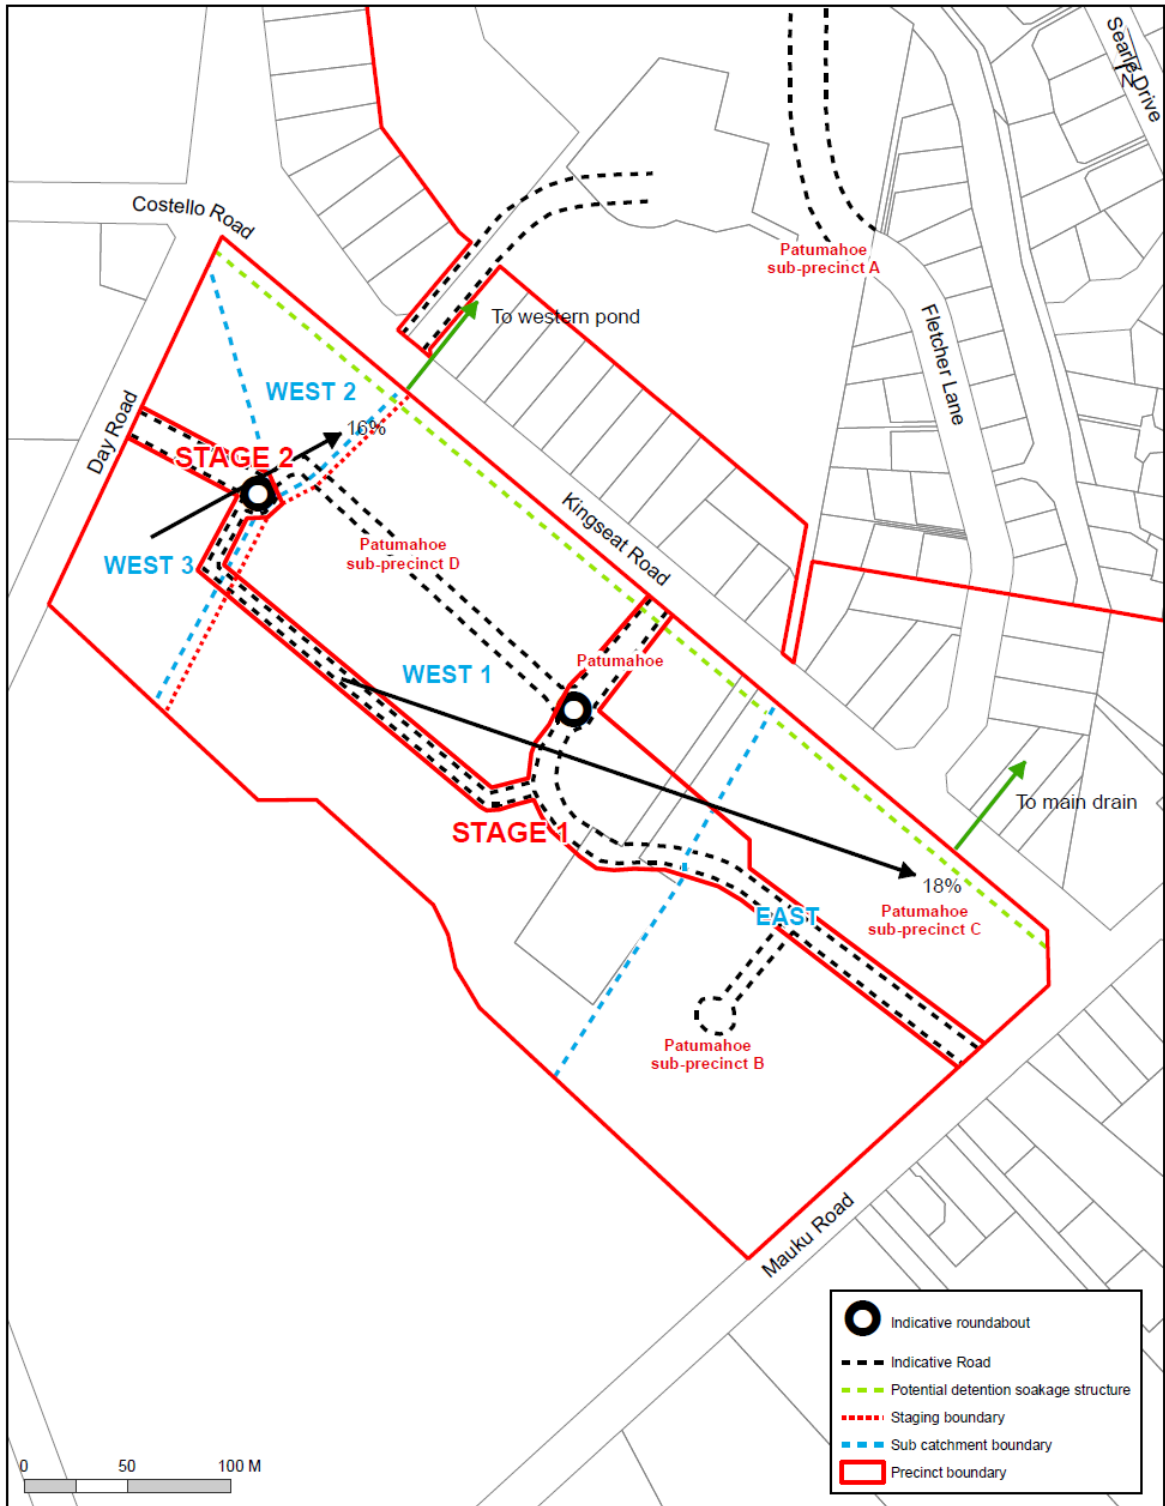 Searle Drive
Costello Road
Patumahoe
sub-precinct A
To western pond
Fletcher Lane
WEST 2
16%
Day Road
STAGE 2
Kingseat Road
Patumahoe
sub-precinct D
WEST 3
Patumahoe
WEST 1
To main drain
STAGE 1
18%
EAST
Patumahoe
sub-precinct C
Patumahoe
sub-precinct B
Mauku Road
Indicative roundabout
Indicative Road
Potential detention soakage structure
Staging boundary
Sub catchment boundary
Precinct boundary
0 50 100 M